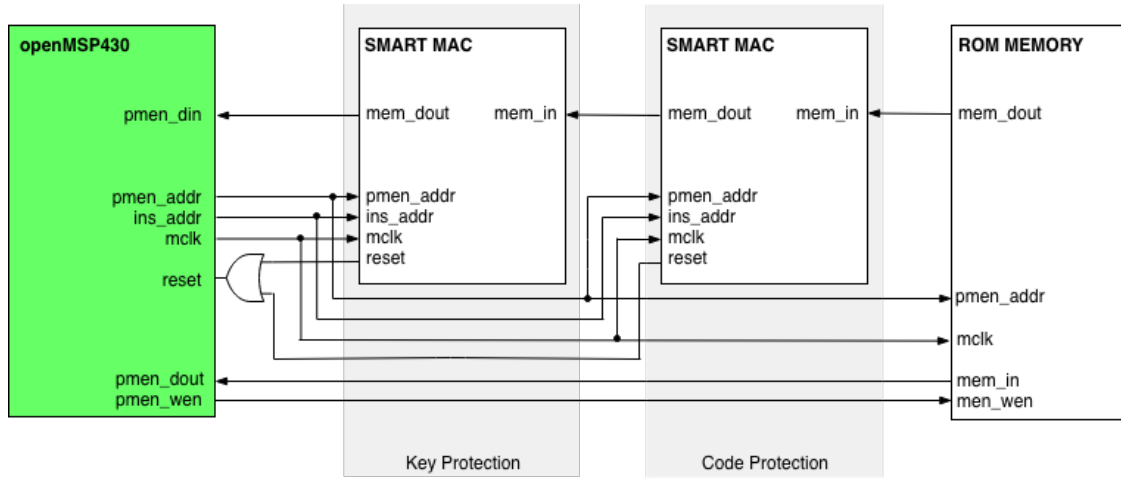 openMSP430
pmen_din
pmen_addr
ins_addr
mclk
reset
pmen_dout
pmen_wen
SMART MAC
mem_dout
mem_in
pmen_addr
ins_addr
mclk
reset
Key Protection
SMART MAC
mem_dout
mem_in
pmen_addr
ins_addr
mclk
reset
Code Protection
ROM MEMORY
mem_dout
pmen_addr
mclk
mem_in
men_wen